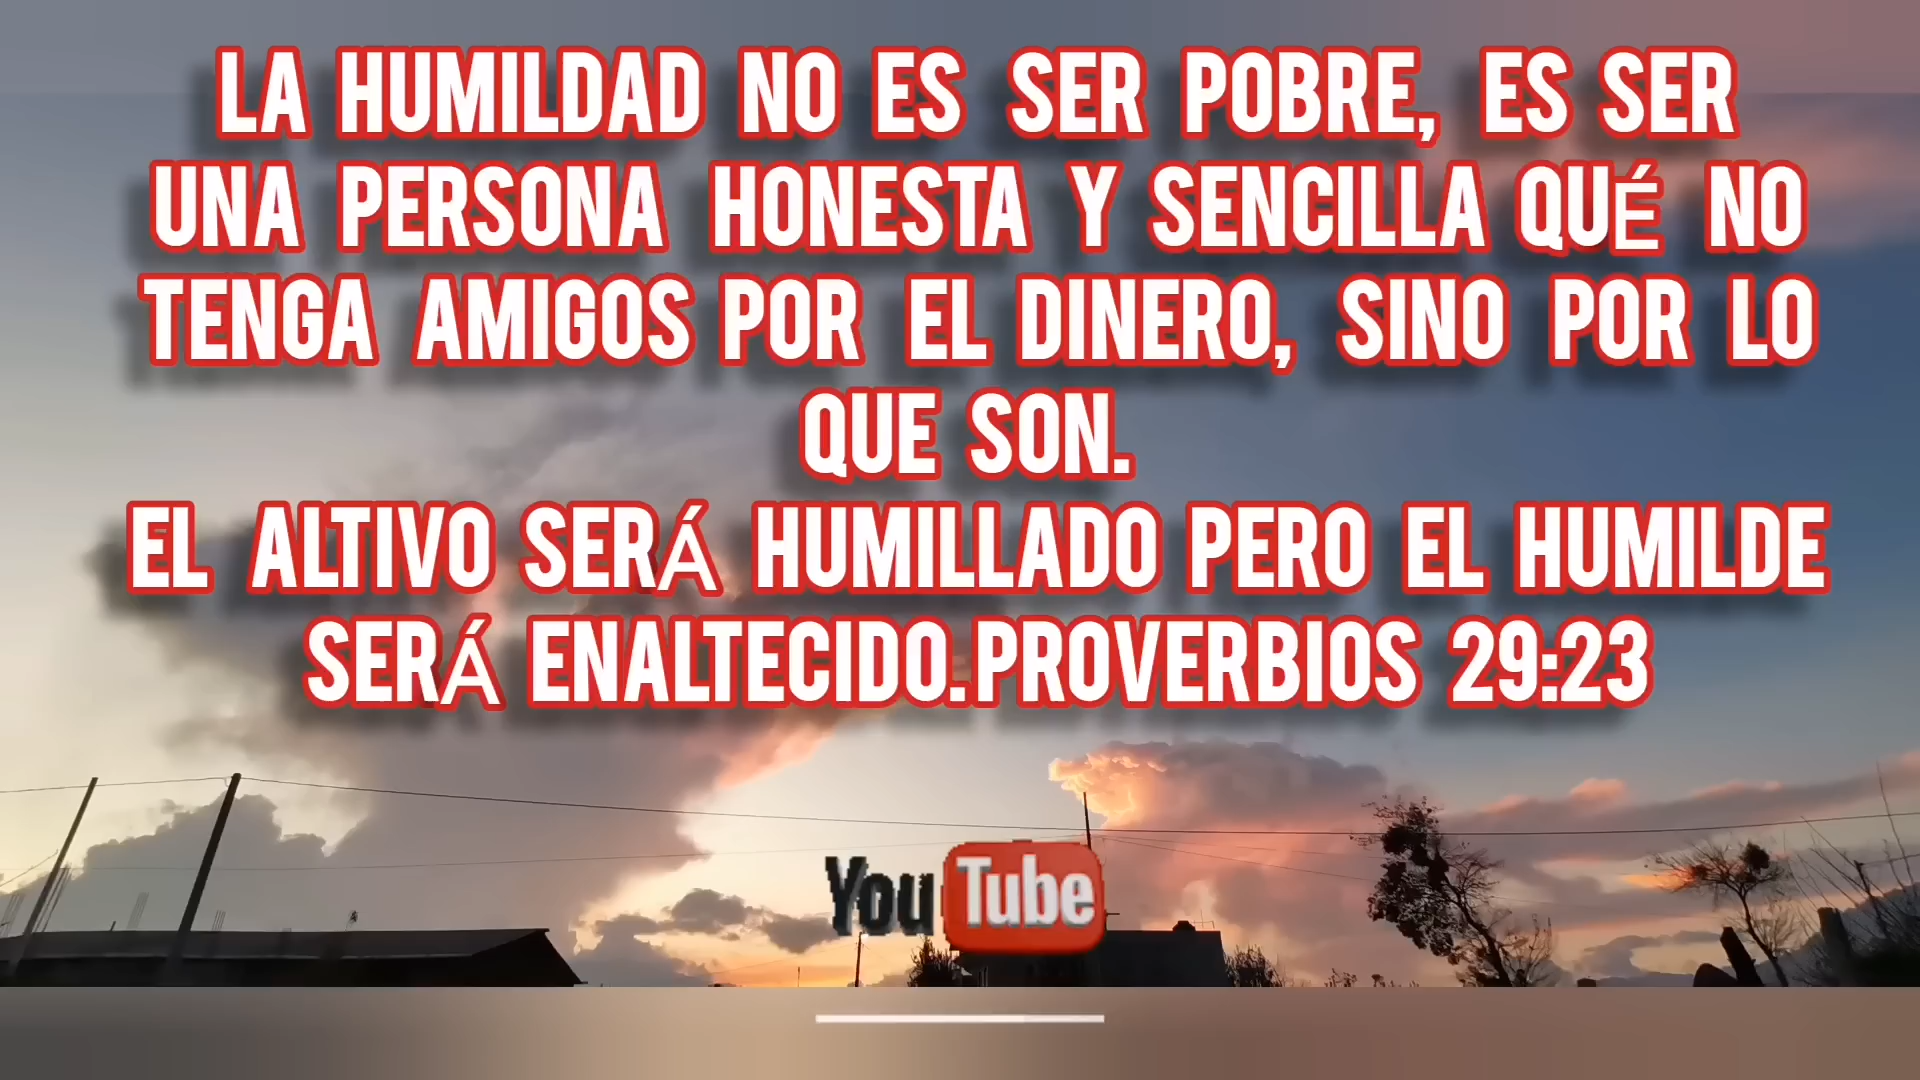 LA HUMILDAD NO ES SER POBRE, ES SER
UNA PERSONA HONESTA Y SENCILLA QUÉ NO
TENGA AMIGOS POR EL DINERO, SINO POR LO
QUE SON.
EL ALTIVO SERÁ HUMILLADO PERO EL HUMILDE
SERÁ ENALTECIDO.PROVERBIOS 29:23
YouTube